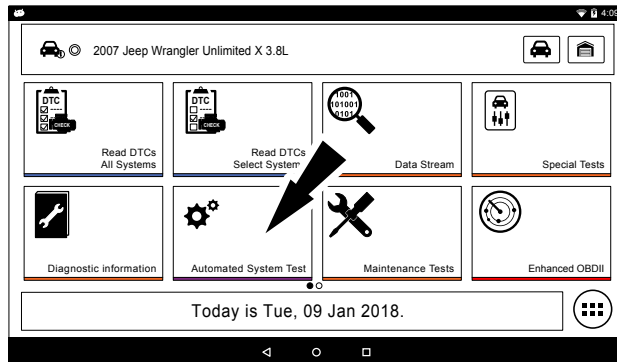 4:09
2007 Jeep Wrangler Unlimited X 3.8L
DTC
CHECK
Read DTCs
All Systems
DTC
CHECK
Read DTCs
Select System
1001
101001
0101
Data Stream
Special Tests
Diagnostic information
Automated System Test
Maintenance Tests
Enhanced OBDII
Today is Tue, 09 Jan 2018.